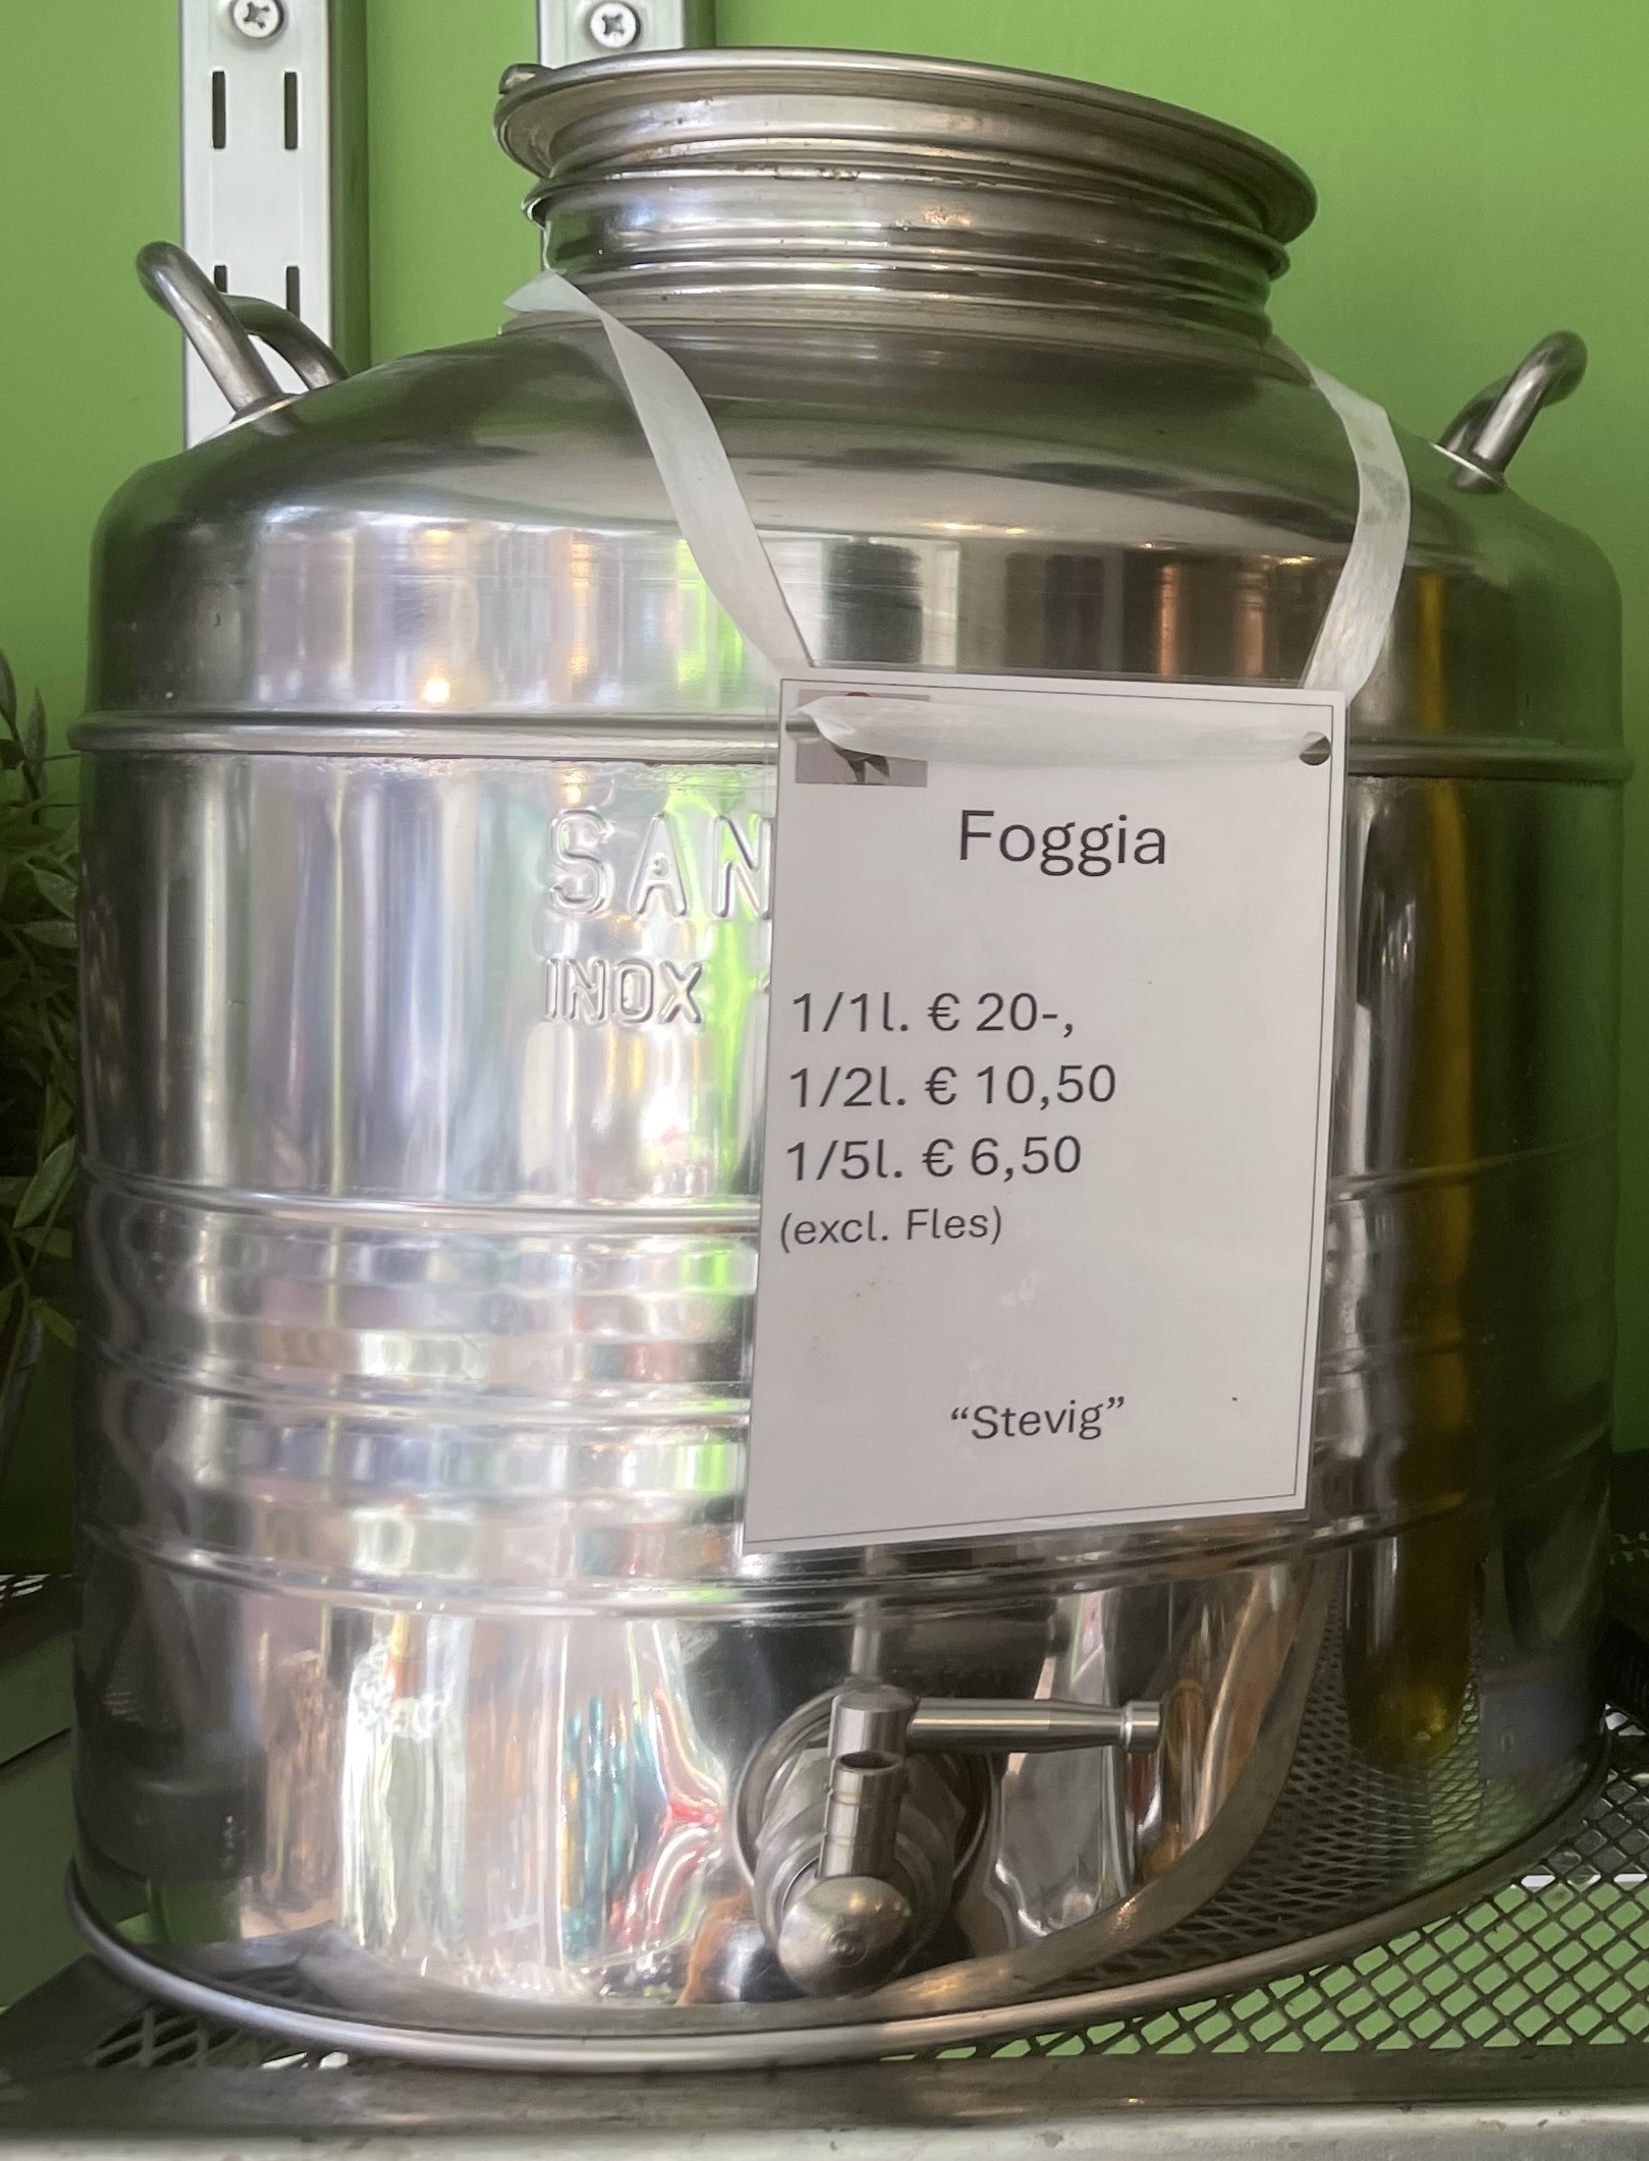 SAN
INOX
Foggia
1/1l. € 20-,
1/2l. € 10,50
1/5l. € 6,50
(excl. Fles)
“Stevig”